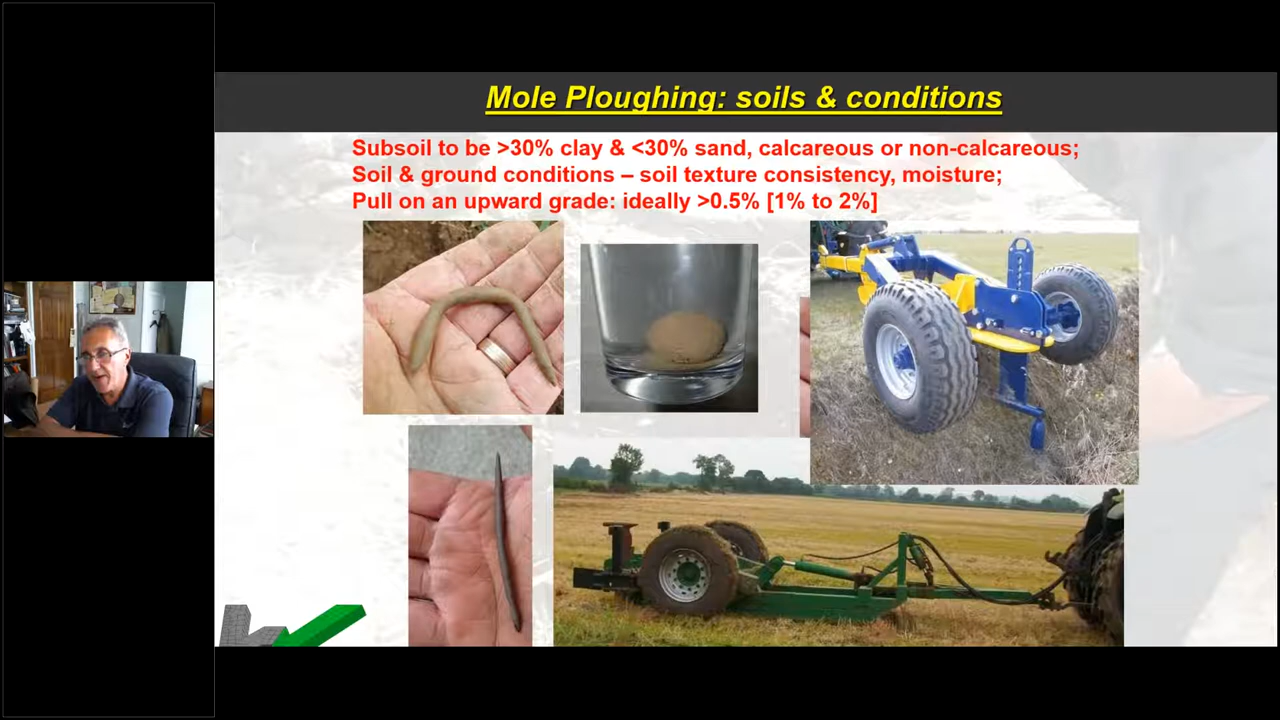 Mole Ploughing: soils & conditions
Subsoil to be >30% clay & <30% sand, calcareous or non-calcareous;
Soil & ground conditions – soil texture consistency, moisture;
Pull on an upward grade: ideally >0.5% [1% to 2%]